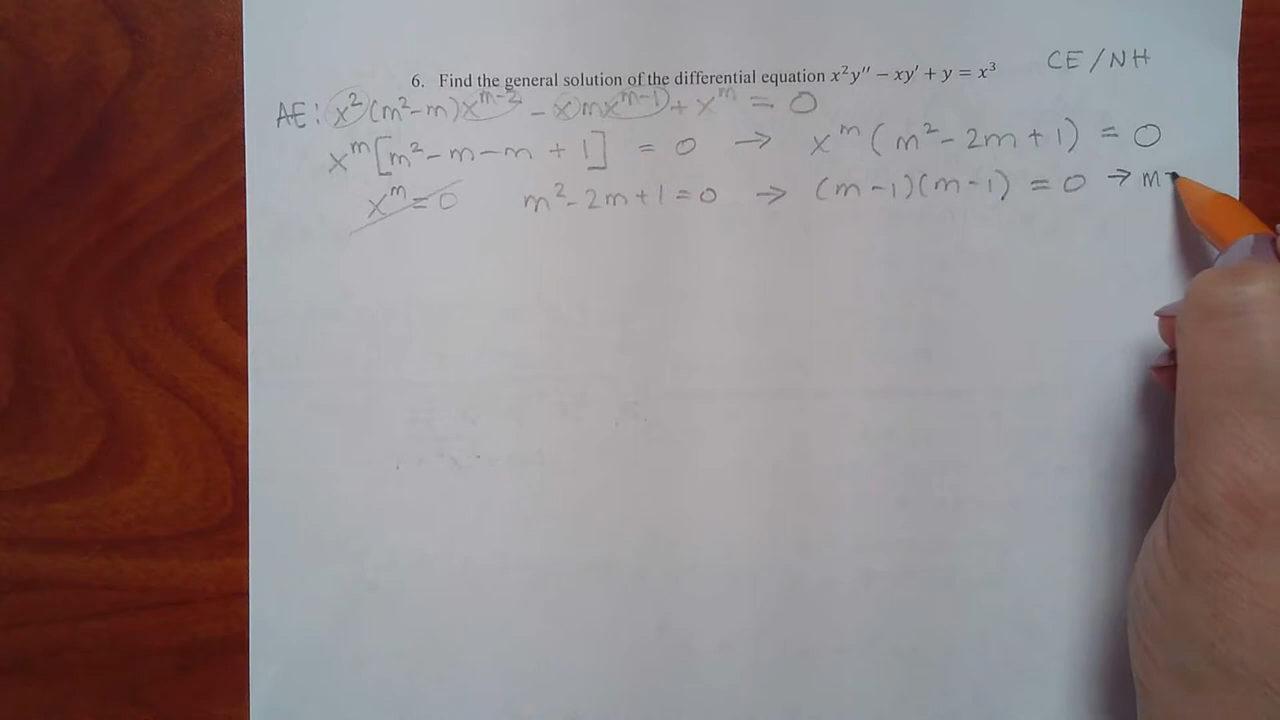 CE/NH
6. Find the general solution of the differential equation x²y″ − xy′ + y = x³
AE: x²(m²-m)x^{m-2} - xmx^{m-1} + x^m = 0
x^m[m²-m-m+1] = 0 → x^m(m²-2m+1) = 0
x^m=0 m²-2m+1=0 → (m-1)(m-1) = 0 → m